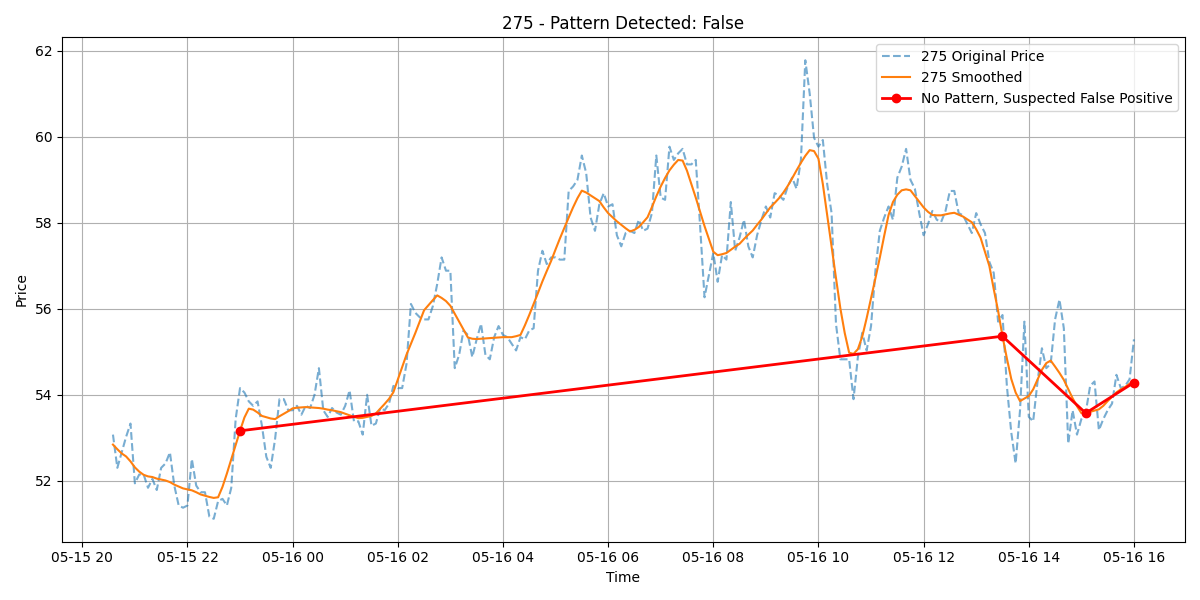 275 - Pattern Detected: False
275 Original Price
275 Smoothed
No Pattern, Suspected False Positive
Price
62
60
58
56
54
52
05-15 20 05-15 22 05-16 00 05-16 02 05-16 04 05-16 06 05-16 08 05-16 10 05-16 12 05-16 14 05-16 16
Time